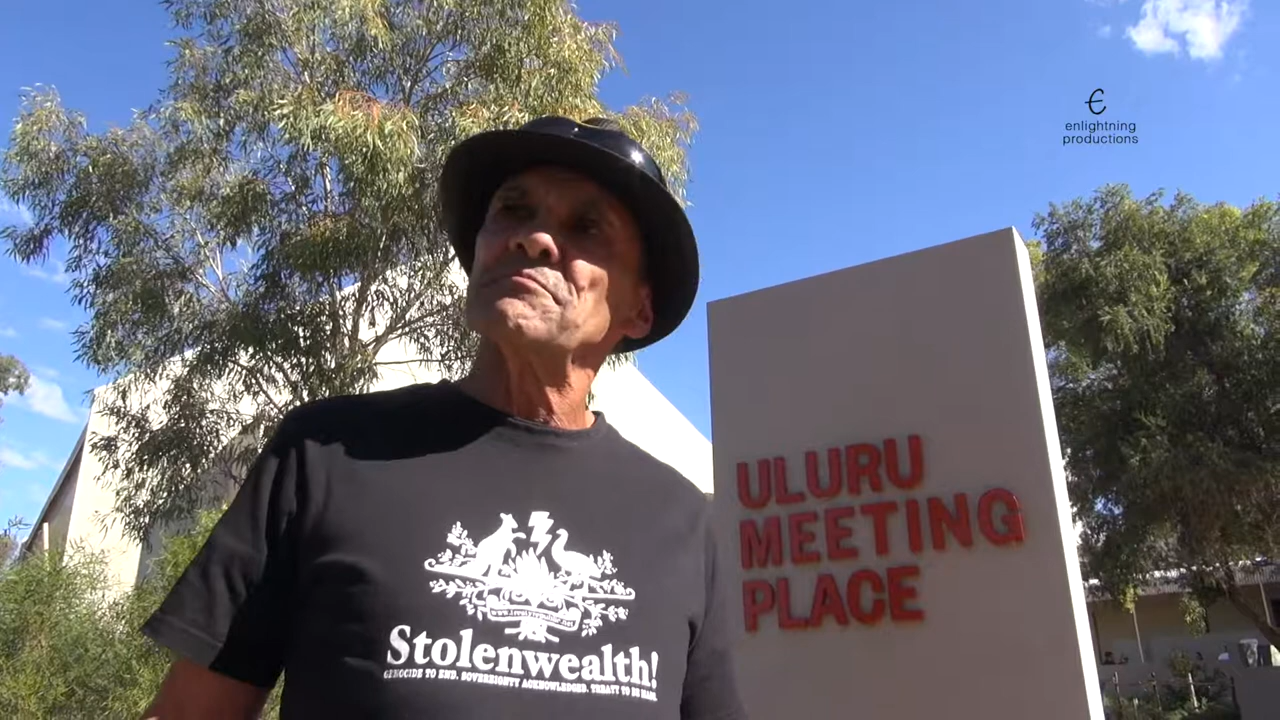 €
enlightning
productions
ULURU
MEETING
PLACE
Stolenwealth!
GENOCIDE TO END. SOVEREIGNTY ACKNOWLEDGED. TREATY TO BE MADE.